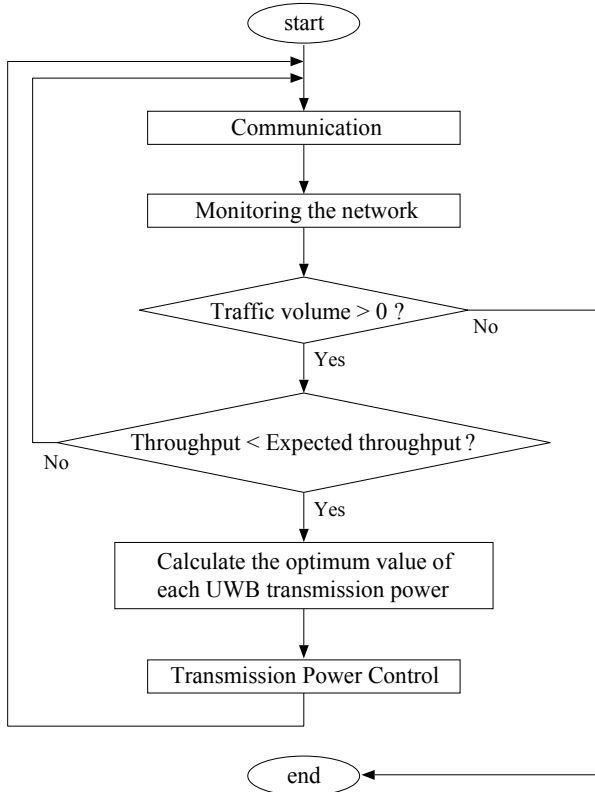 start
Communication
Monitoring the network
Traffic volume > 0 ?
No
Yes
Throughput < Expected throughput ?
No
Yes
Calculate the optimum value of
each UWB transmission power
Transmission Power Control
end